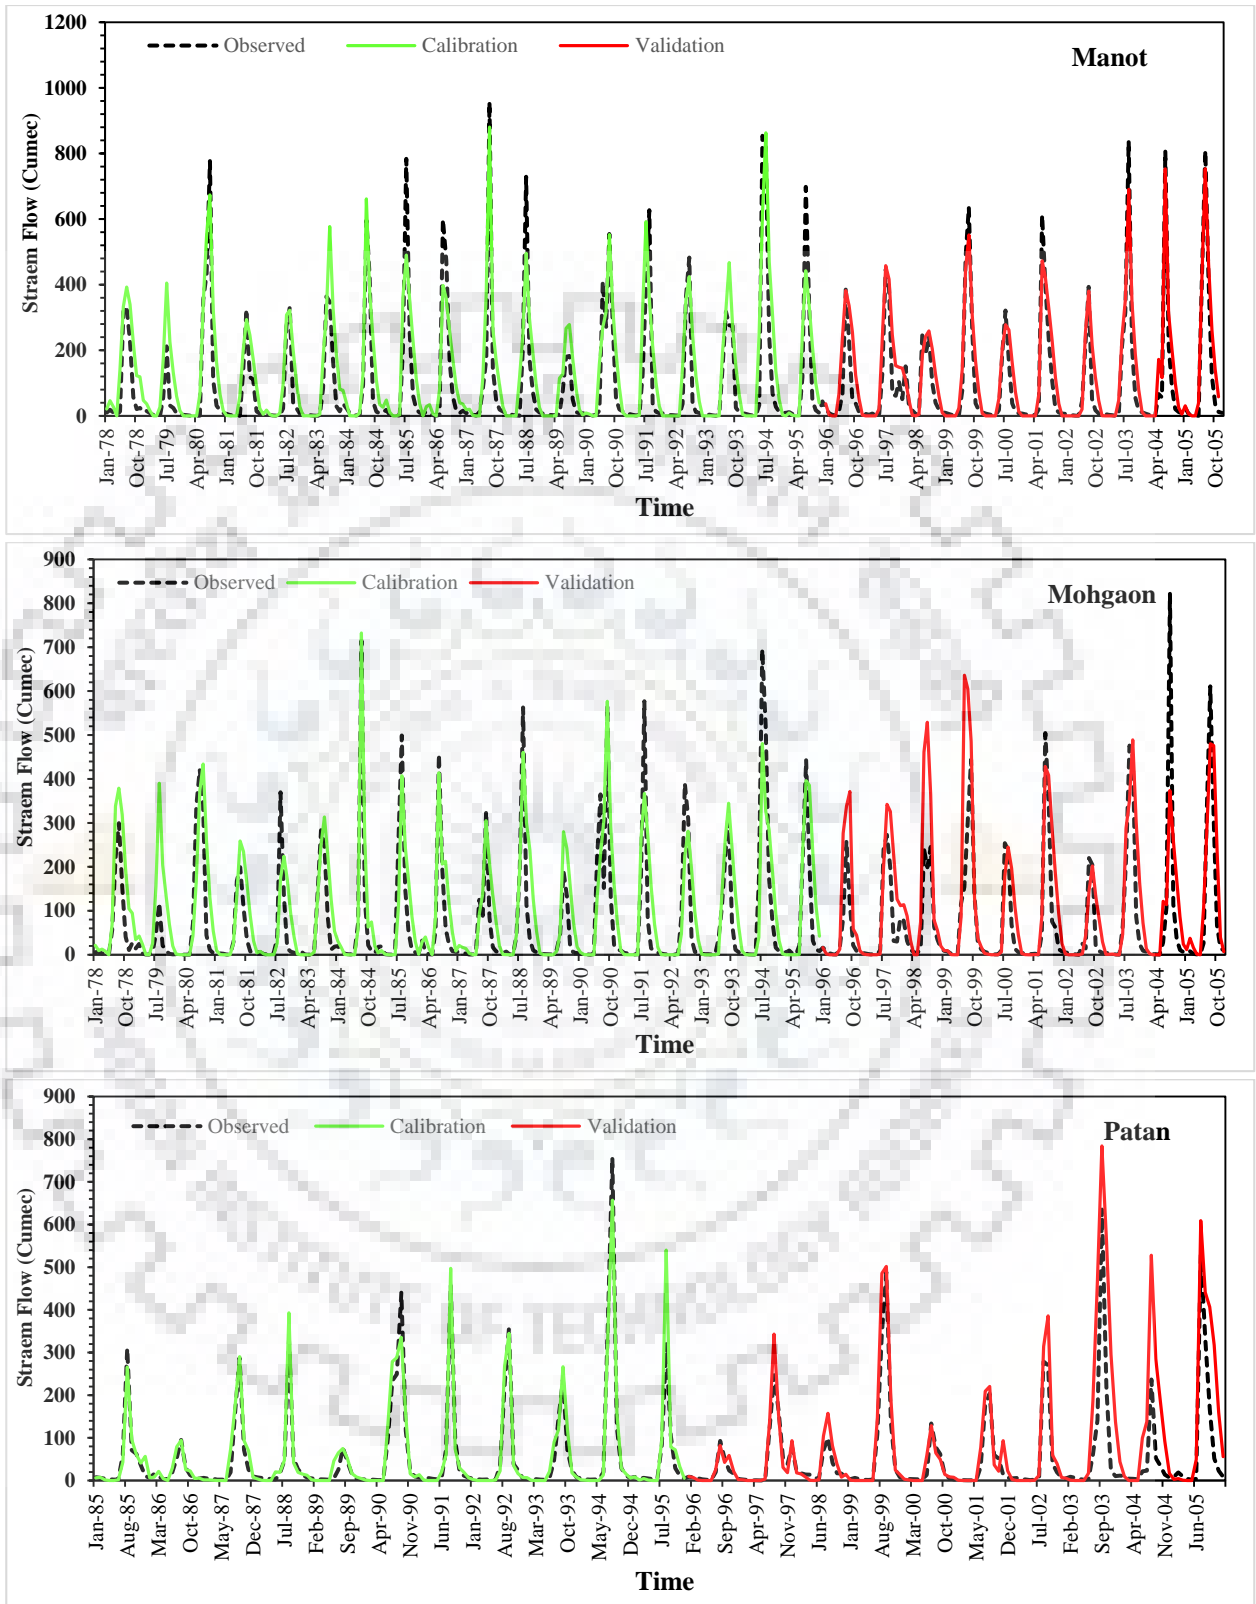 1200
1000
800
600
400
200
0
Straem Flow (Cumec)
Observed
Calibration
Validation
Manot
Jan-78
Oct-78
Jul-79
Apr-80
Jan-81
Oct-81
Jul-82
Apr-83
Jan-84
Oct-84
Jul-85
Apr-86
Jan-87
Oct-87
Jul-88
Apr-89
Jan-90
Oct-90
Jul-91
Apr-92
Jan-93
Oct-93
Jul-94
Apr-95
Jan-96
Oct-96
Jul-97
Apr-98
Jan-99
Oct-99
Jul-00
Apr-01
Jan-02
Oct-02
Jul-03
Apr-04
Jan-05
Oct-05
Time
900
800
700
600
500
400
300
200
100
0
Straem Flow (Cumec)
Observed
Calibration
Validation
Mohgaon
Jan-78
Oct-78
Jul-79
Apr-80
Jan-81
Oct-81
Jul-82
Apr-83
Jan-84
Oct-84
Jul-85
Apr-86
Jan-87
Oct-87
Jul-88
Apr-89
Jan-90
Oct-90
Jul-91
Apr-92
Jan-93
Oct-93
Jul-94
Apr-95
Jan-96
Oct-96
Jul-97
Apr-98
Jan-99
Oct-99
Jul-00
Apr-01
Jan-02
Oct-02
Jul-03
Apr-04
Jan-05
Oct-05
Time
900
800
700
600
500
400
300
200
100
0
Straem Flow (Cumec)
Observed
Calibration
Validation
Patan
Jan-85
Aug-85
Mar-86
Oct-86
May-87
Dec-87
Jul-88
Feb-89
Sep-89
Apr-90
Nov-90
Jun-91
Jan-92
Aug-92
Mar-93
Oct-93
May-94
Dec-94
Jul-95
Feb-96
Sep-96
Apr-97
Nov-97
Jun-98
Jan-99
Aug-99
Mar-00
Oct-00
May-01
Dec-01
Jul-02
Feb-03
Sep-03
Apr-04
Nov-04
Jun-05
Time